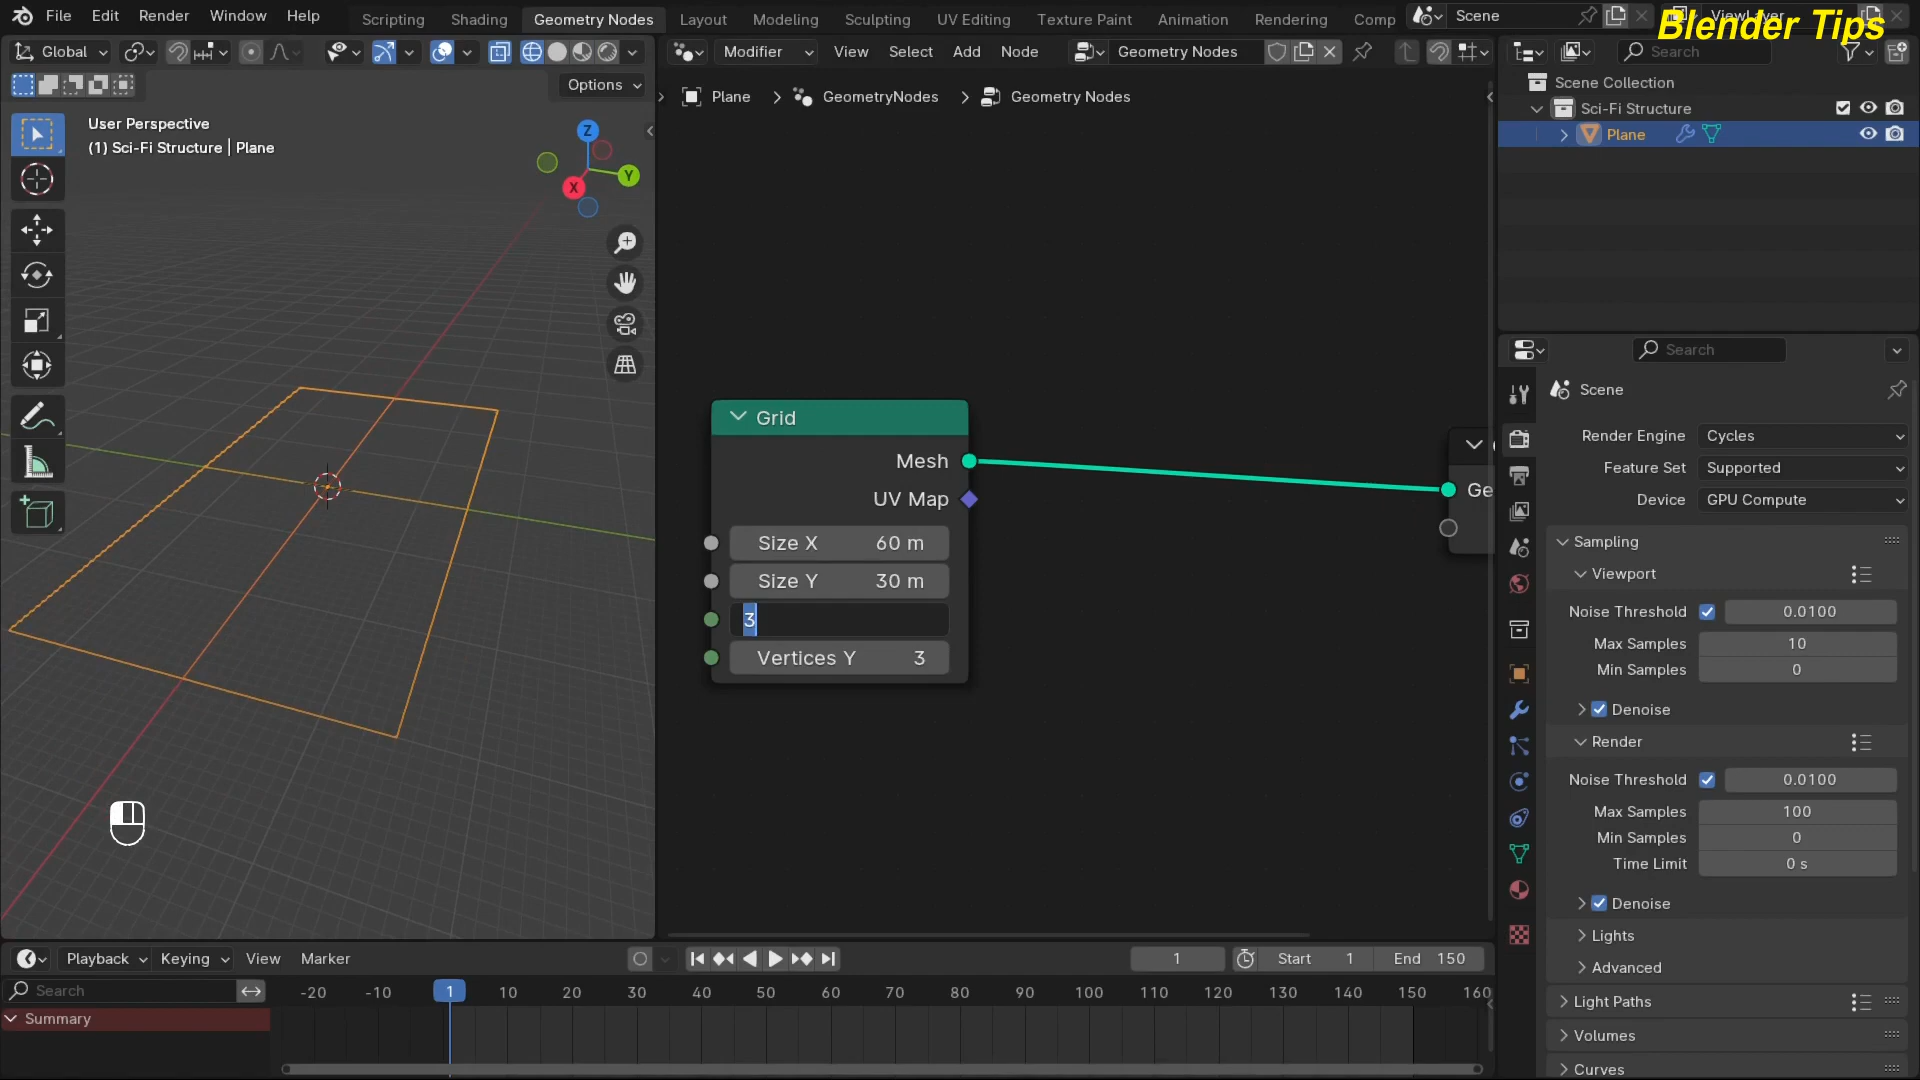 File Edit Render Window Help Scripting Shading Geometry Nodes Layout Modeling Sculpting UV Editing Texture Paint Animation Rendering Comp Scene
Blender Tips
Global Modifier View Select Add Node Geometry Nodes Search
Options
Plane GeometryNodes Geometry Nodes
User Perspective
(1) Sci-Fi Structure | Plane
Z
Y
X
Grid
Mesh
UV Map
Size X 60 m
Size Y 30 m
3
Vertices Y 3
Ge
Scene Collection
Sci-Fi Structure
Plane
Search
Scene
Render Engine Cycles
Feature Set Supported
Device GPU Compute
Sampling
Viewport
Noise Threshold 0.0100
Max Samples 10
Min Samples 0
Denoise
Render
Noise Threshold 0.0100
Max Samples 100
Min Samples 0
Time Limit 0 s
Denoise
Lights
Advanced
Light Paths
Volumes
Curves
Playback Keying View Marker 1 Start 1 End 150
Search -20 -10 1 10 20 30 40 50 60 70 80 90 100 110 120 130 140 150 160
Summary